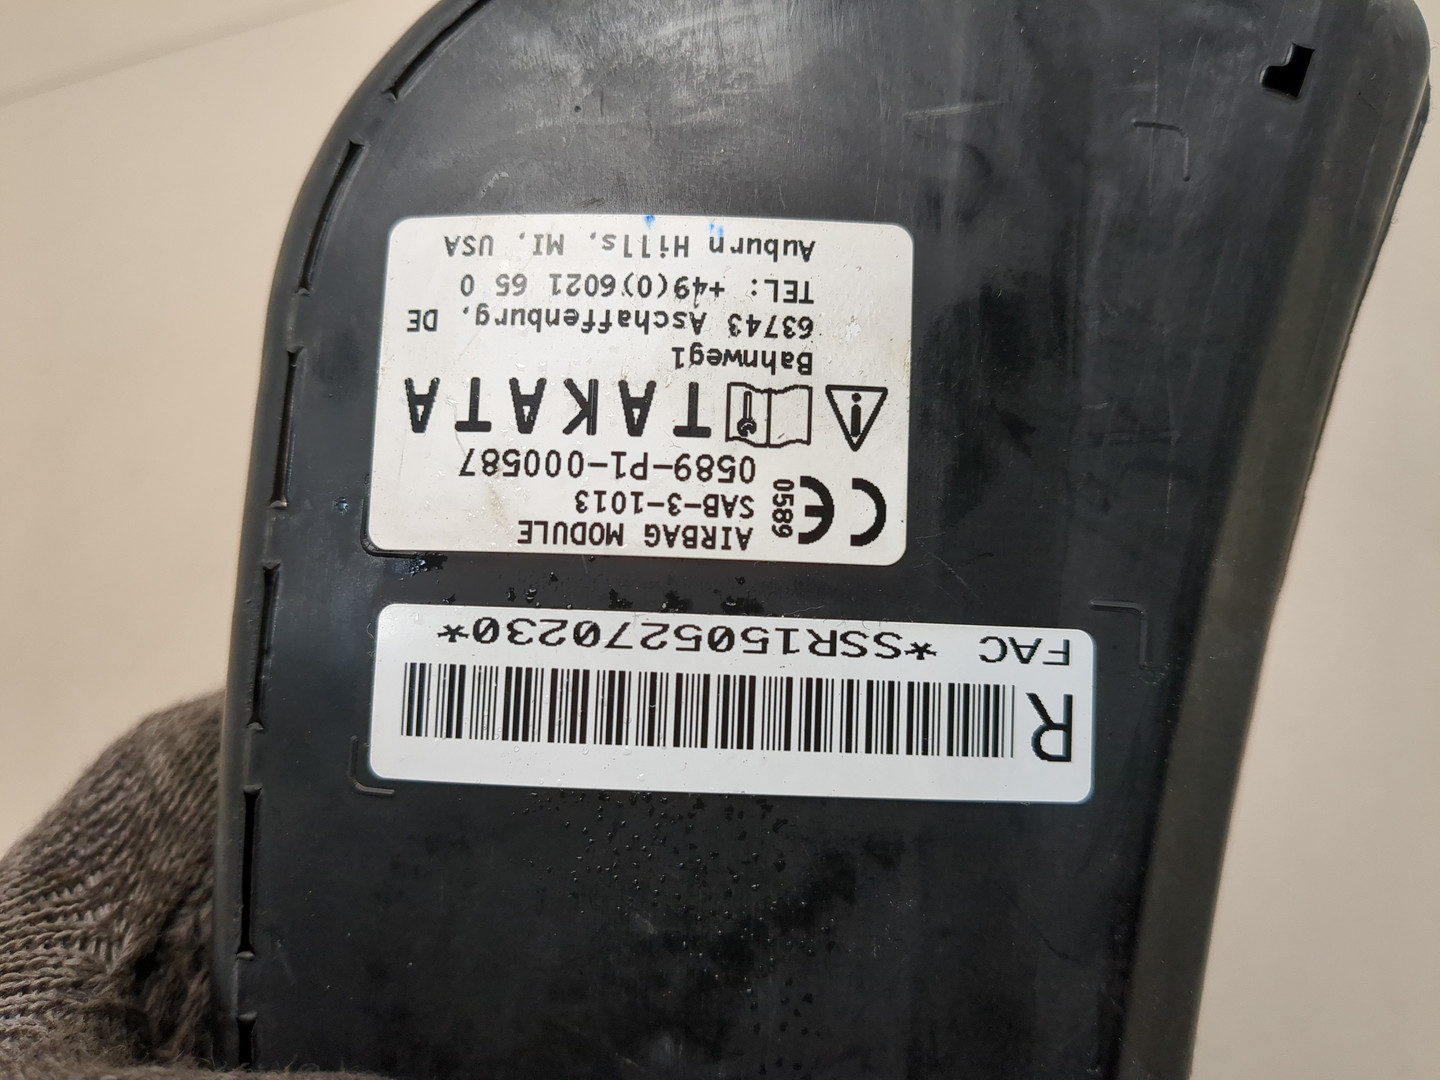 R
FAC *SSR1505270230*
AIRBAG MODULE
SAB-3-1013
CE 0589
0589-P1-000587
TAKATA
Bahnweg1
63743 Aschaffenburg, DE
TEL: +49(0)6021 65 0
Auburn Hills, MI, USA